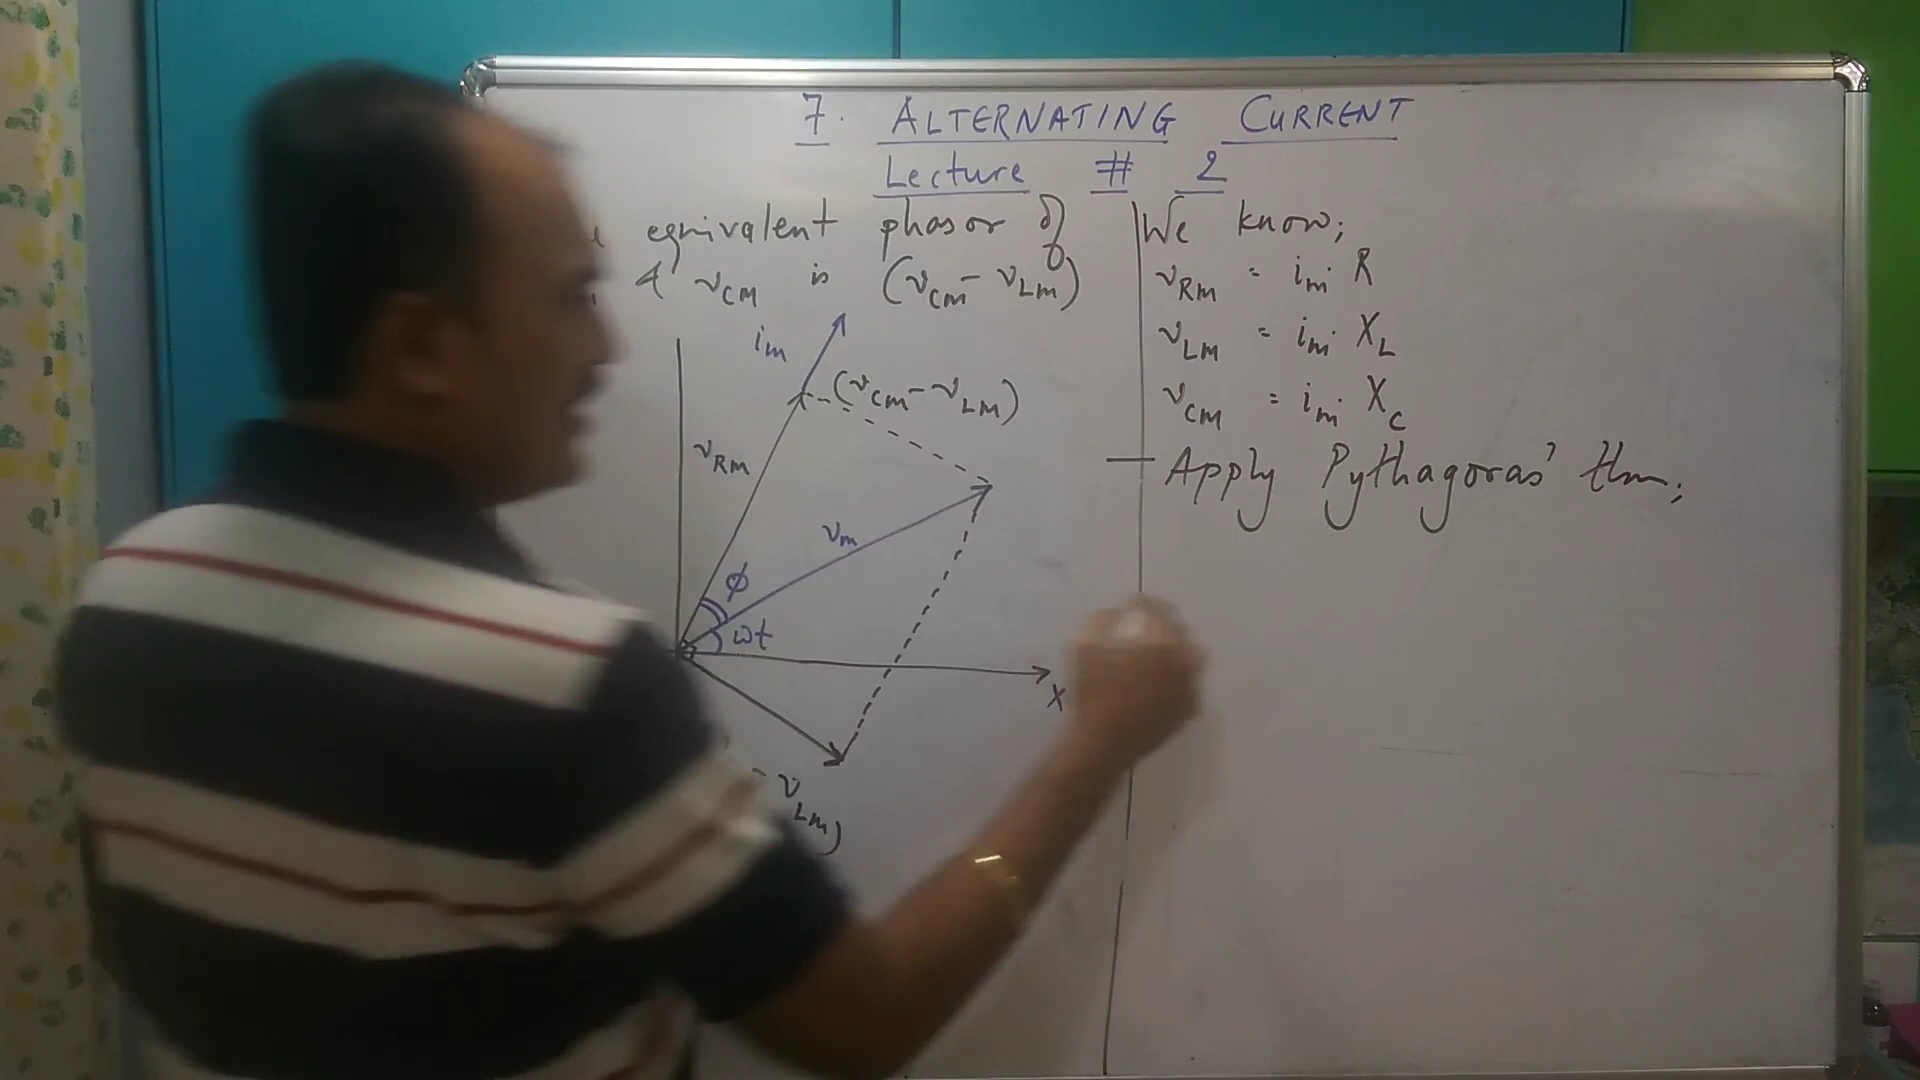 7. ALTERNATING CURRENT
Lecture # 2
equivalent phasor of
& vCm is (vCm - vLm)
im
(vCm - vLm)
vRm
vm
φ
ωt
X
- vLm)
We know;
vRm = im. R
vLm = im. XL
vCm = im. XC
Apply Pythagoras' thm;